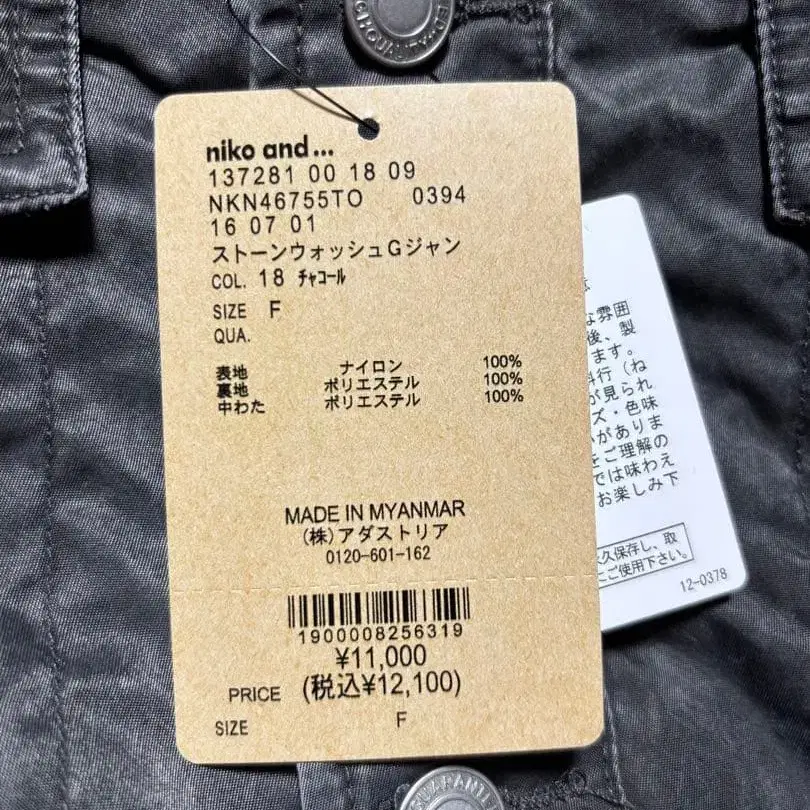 QUALITY
niko and...
137281 00 18 09
NKN46755TO 0394
16 07 01
ストーンウォッシュGジャン
COL. 18 チャコール
SIZE F
QUA.
表地 ナイロン 100%
裏地 ポリエステル 100%
中わた ポリエステル 100%
MADE IN MYANMAR
(株)アダストリア
0120-601-162
1900008256319
¥11,000
PRICE (税込¥12,100)
SIZE F
な雰囲
後、製
ます。
行(ね
が見られ
ズ・色味
がありま
をご理解の
では味わえ
お楽しみ下
久保存し、取
ご使用下さい。
12-0378